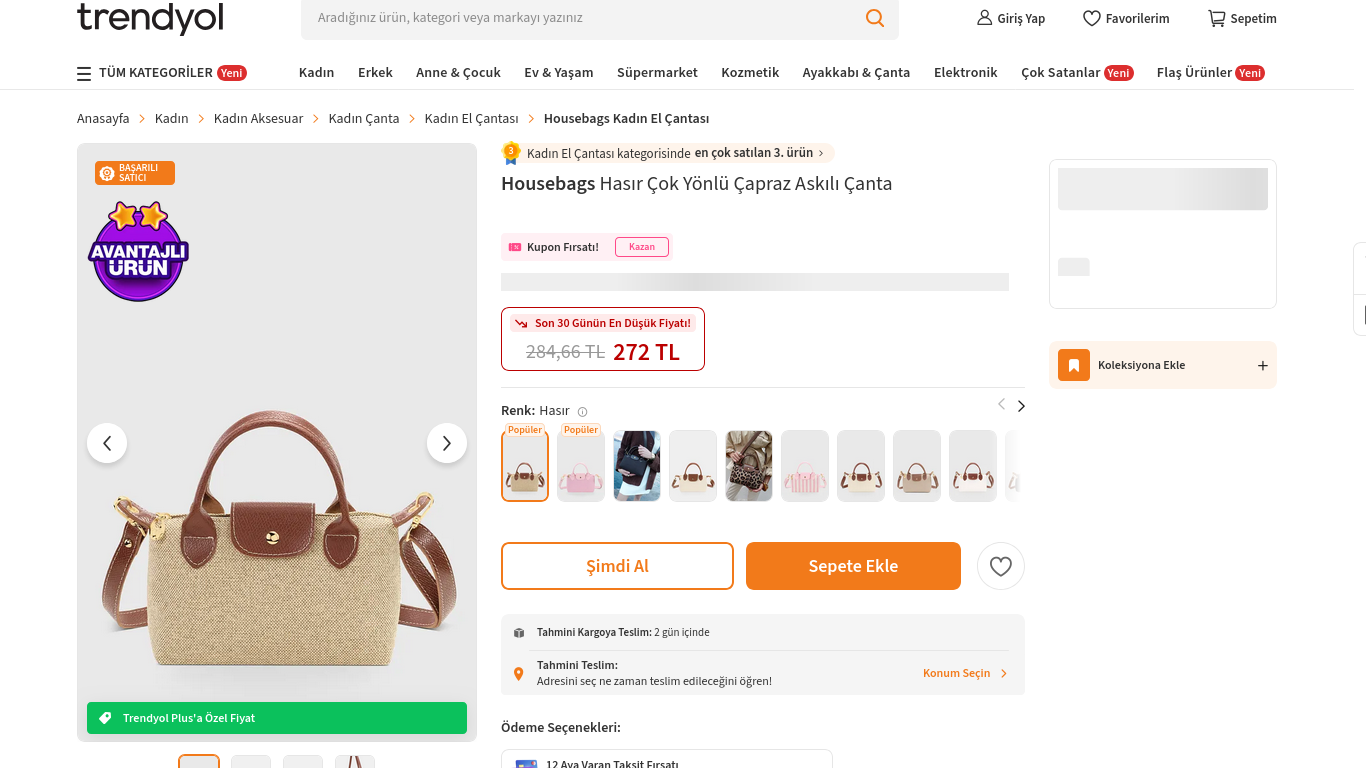 trendyol
Aradığınız ürün, kategori veya markayı yazınız
Giriş Yap
Favorilerim
Sepetim
TÜM KATEGORİLER Yeni
Kadın
Erkek
Anne & Çocuk
Ev & Yaşam
Süpermarket
Kozmetik
Ayakkabı & Çanta
Elektronik
Çok Satanlar Yeni
Flaş Ürünler Yeni
Anasayfa > Kadın > Kadın Aksesuar > Kadın Çanta > Kadın El Çantası > Housebags Kadın El Çantası
BAŞARILI
SATICI
AVANTAJLI
ÜRÜN
Trendyol Plus'a Özel Fiyat
3 Kadın El Çantası kategorisinde en çok satılan 3. ürün >
Housebags Hasır Çok Yönlü Çapraz Askılı Çanta
Kupon Fırsatı! Kazan
Son 30 Günün En Düşük Fiyatı!
284,66 TL 272 TL
Renk: Hasır
Popüler
Popüler
Şimdi Al
Sepete Ekle
Tahmini Kargoya Teslim: 2 gün içinde
Tahmini Teslim:
Adresini seç ne zaman teslim edileceğini öğren!
Konum Seçin
Ödeme Seçenekleri:
12 Aya Varan Taksit Fırsatı
Koleksiyona Ekle +